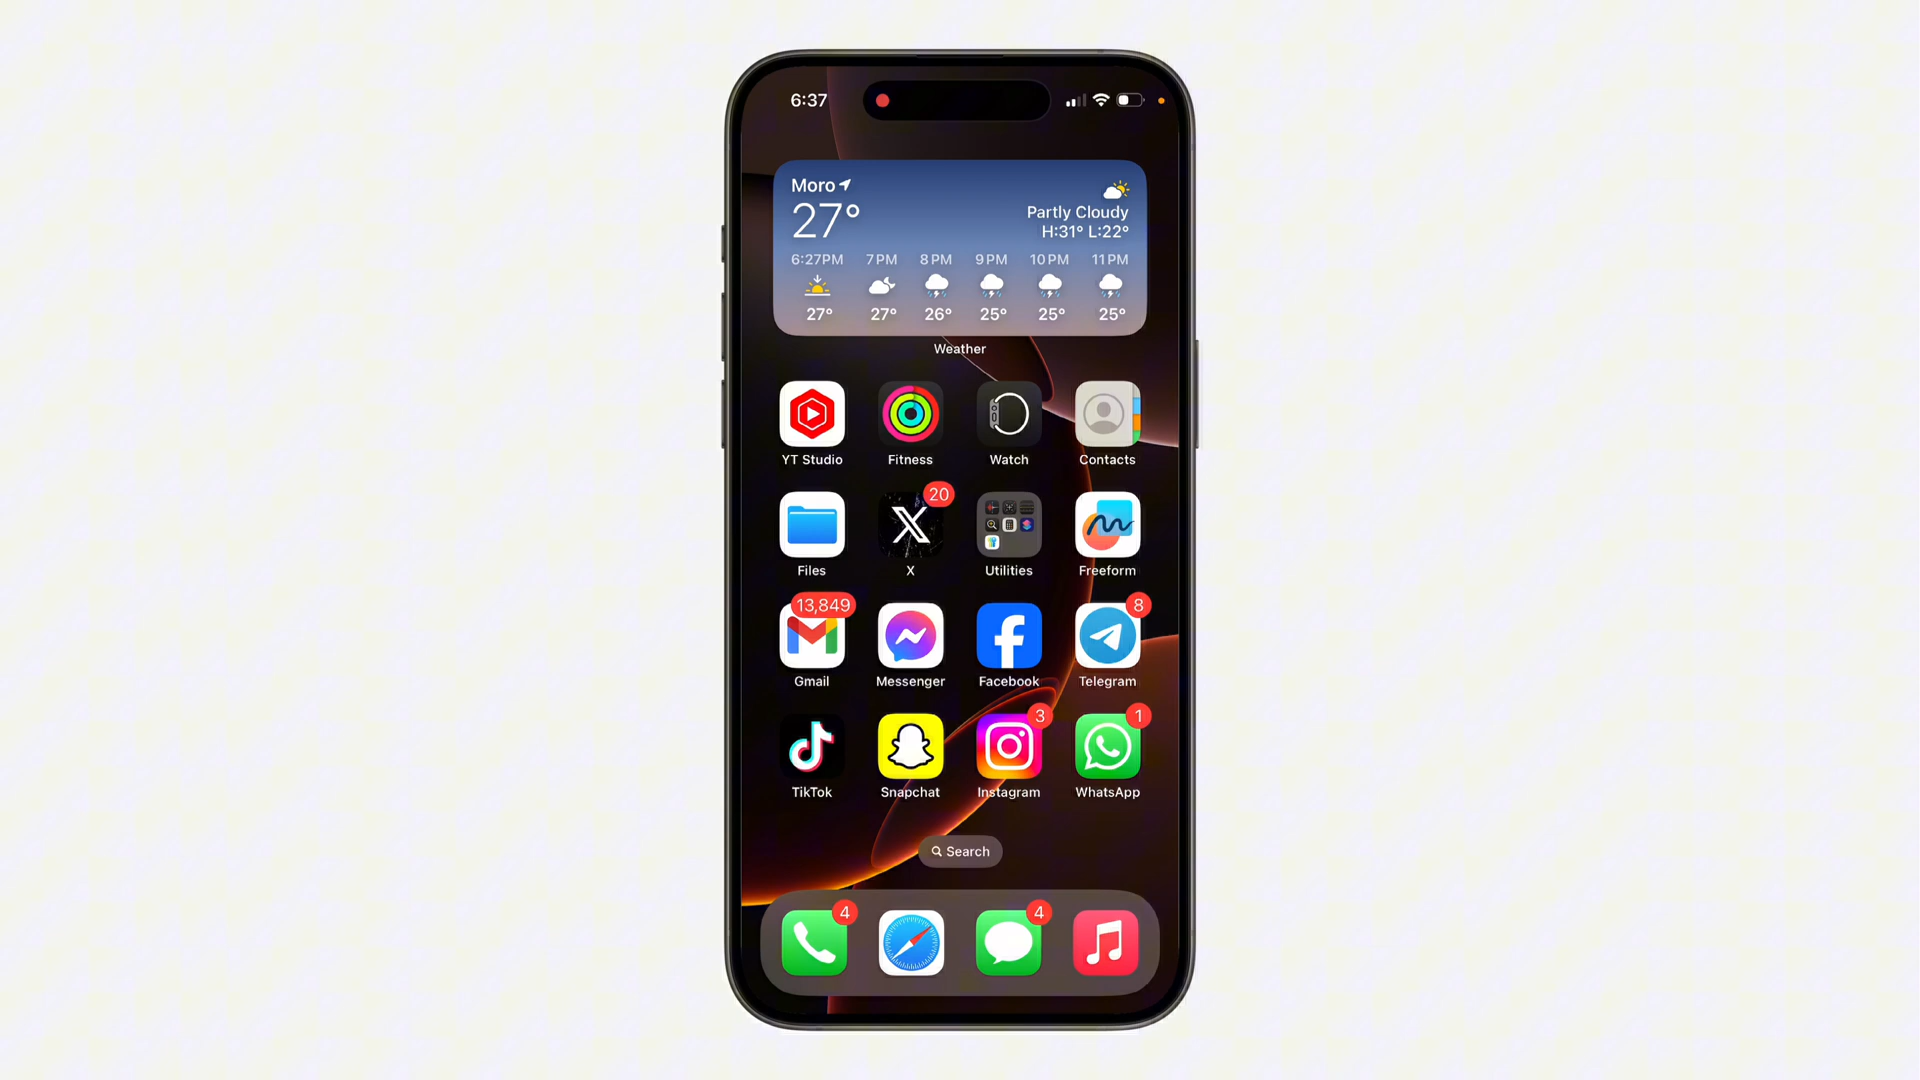 6:37
Moro
27°
Partly Cloudy
H:31° L:22°
6:27PM 7PM 8PM 9PM 10PM 11PM
27° 27° 26° 25° 25° 25°
Weather
YT Studio Fitness Watch Contacts
20
Files X Utilities Freeform
13,849 8
Gmail Messenger Facebook Telegram
3 1
TikTok Snapchat Instagram WhatsApp
Search
4 4